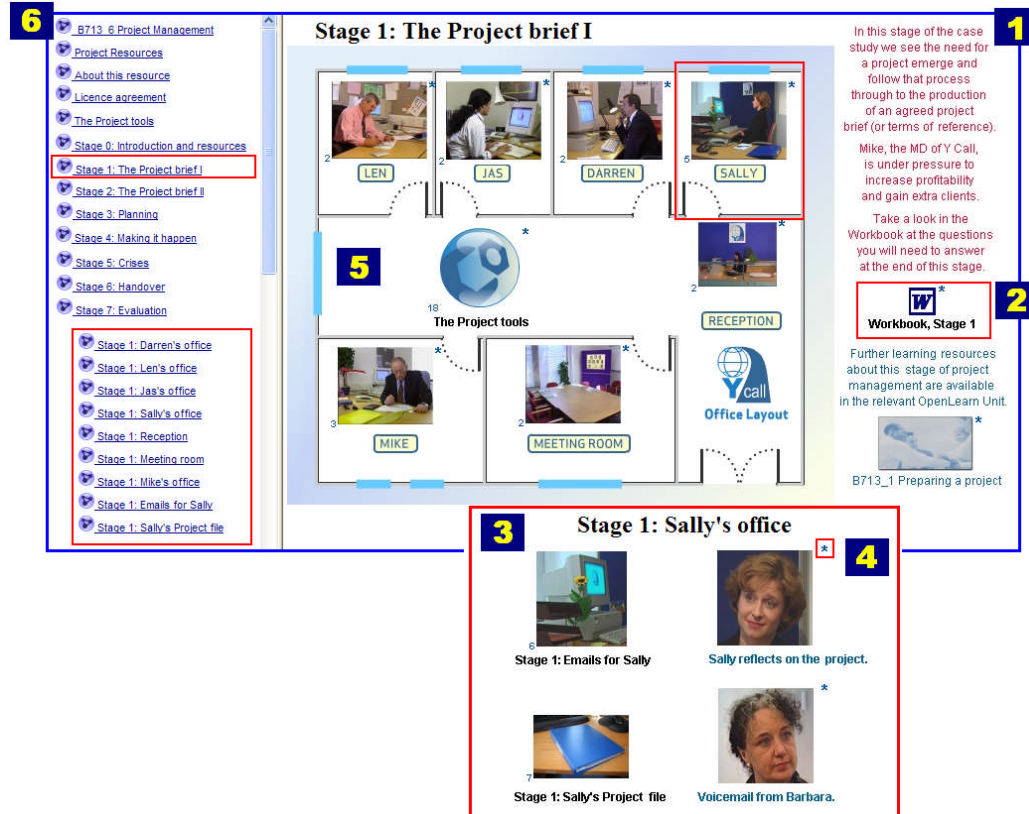 6
B713_6 Project Management
Project Resources
About this resource
Licence agreement
The Project tools
Stage 0: Introduction and resources
Stage 1: The Project brief I
Stage 2: The Project brief II
Stage 3: Planning
Stage 4: Making it happen
Stage 5: Crises
Stage 6: Handover
Stage 7: Evaluation
Stage 1: Darren's office
Stage 1: Len's office
Stage 1: Jas's office
Stage 1: Sally's office
Stage 1: Reception
Stage 1: Meeting room
Stage 1: Mike's office
Stage 1: Emails for Sally
Stage 1: Sally's Project file
Stage 1: The Project brief I
* * * *
2 2 2 5
LEN JAS DARREN SALLY
5
*
18
The Project tools
*
2
RECEPTION
*
3
MIKE
*
2
MEETING ROOM
Y call
Office Layout
1
In this stage of the case
study we see the need for
a project emerge and
follow that process
through to the production
of an agreed project
brief (or terms of reference).
Mike, the MD of Y Call,
is under pressure to
increase profitability
and gain extra clients.
Take a look in the
Workbook at the questions
you will need to answer
at the end of this stage.
2
W *
Workbook, Stage 1
Further learning resources
about this stage of project
management are available
in the relevant OpenLearn Unit.
*
B713_1 Preparing a project
3
Stage 1: Sally's office
* 4
6
Stage 1: Emails for Sally
Sally reflects on the project.
*
7
Stage 1: Sally's Project file
Voicemail from Barbara.